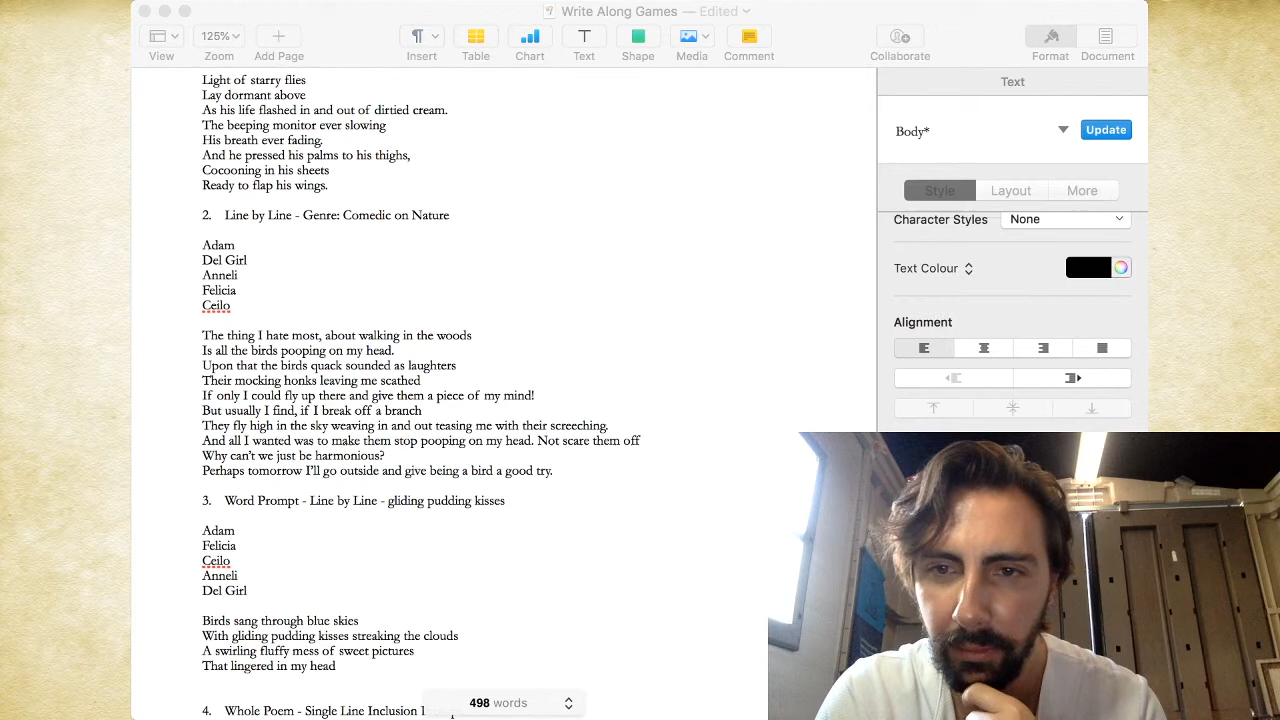 Write Along Games — Edited
125%
View
Zoom
Add Page
Insert
Table
Chart
Text
Shape
Media
Comment
Collaborate
Format
Document
Light of starry flies
Lay dormant above
As his life flashed in and out of dirtied cream.
The beeping monitor ever slowing
His breath ever fading.
And he pressed his palms to his thighs,
Cocooning in his sheets
Ready to flap his wings.
2. Line by Line - Genre: Comedic on Nature
Adam
Del Girl
Anneli
Felicia
Ceilo
The thing I hate most, about walking in the woods
Is all the birds pooping on my head.
Upon that the birds quack sounded as laughters
Their mocking honks leaving me scathed
If only I could fly up there and give them a piece of my mind!
But usually I find, if I break off a branch
They fly high in the sky weaving in and out teasing me with their screeching.
And all I wanted was to make them stop pooping on my head. Not scare them off
Why can't we just be harmonious?
Perhaps tomorrow I'll go outside and give being a bird a good try.
3. Word Prompt - Line by Line - gliding pudding kisses
Adam
Felicia
Ceilo
Anneli
Del Girl
Birds sang through blue skies
With gliding pudding kisses streaking the clouds
A swirling fluffy mess of sweet pictures
That lingered in my head
4. Whole Poem - Single Line Inclusion
498 words
Text
Body*
Update
Style
Layout
More
Character Styles
None
Text Colour
Alignment